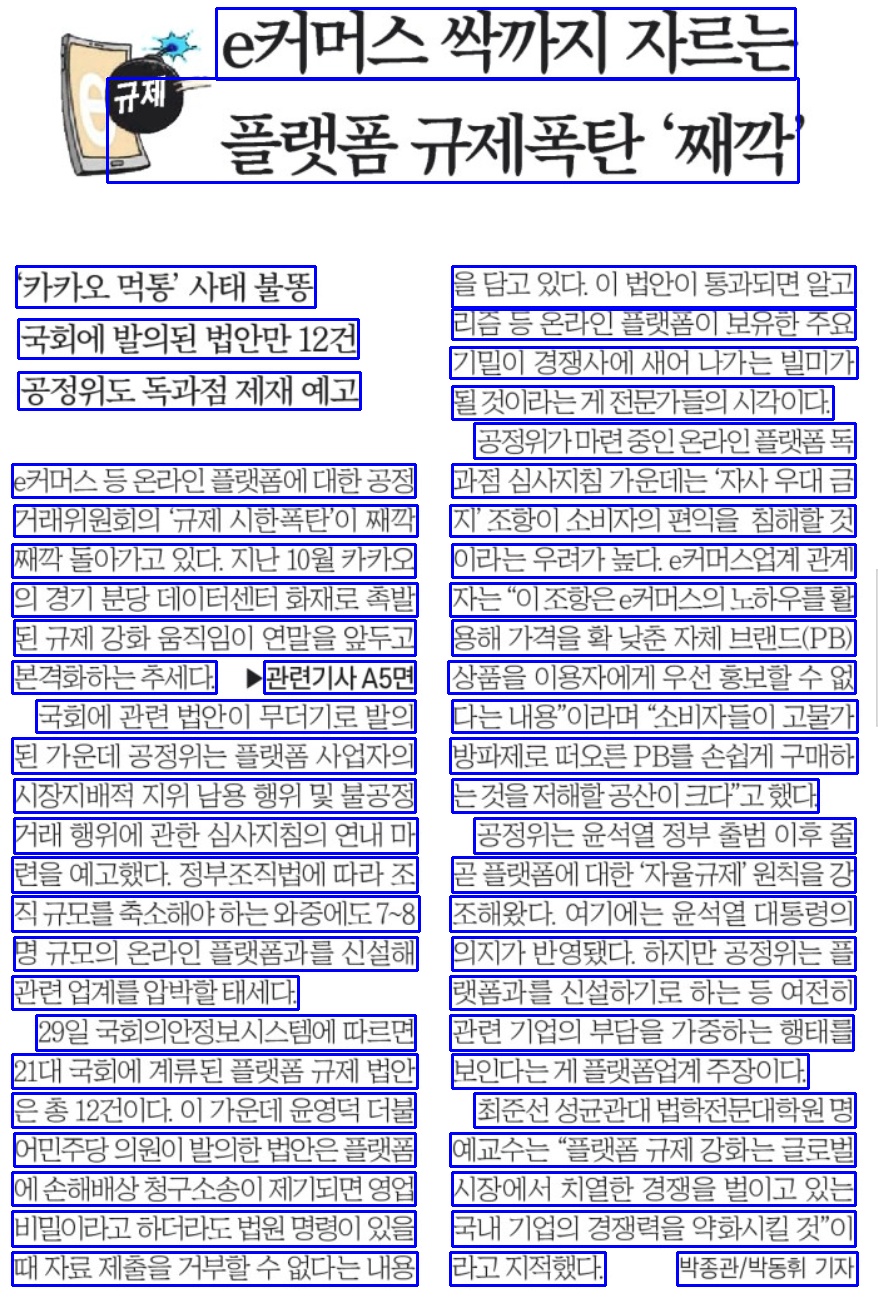 e커머스 싹까지 자르는
규제
플랫폼 규제폭탄 ‘째깍’
‘카카오 먹통’ 사태 불똥
국회에 발의된 법안만 12건
공정위도 독과점 제재 예고
e커머스 등 온라인 플랫폼에 대한 공정
거래위원회의 ‘규제 시한폭탄’이 째깍
째깍 돌아가고 있다. 지난 10월 카카오
의 경기 분당 데이터센터 화재로 촉발
된 규제 강화 움직임이 연말을 앞두고
본격화하는 추세다. ▶관련기사 A5면
국회에 관련 법안이 무더기로 발의
된 가운데 공정위는 플랫폼 사업자의
시장지배적 지위 남용 행위 및 불공정
거래 행위에 관한 심사지침의 연내 마
련을 예고했다. 정부조직법에 따라 조
직 규모를 축소해야 하는 와중에도 7~8
명 규모의 온라인 플랫폼과를 신설해
관련 업계를 압박할 태세다.
29일 국회의안정보시스템에 따르면
21대 국회에 계류된 플랫폼 규제 법안
은 총 12건이다. 이 가운데 윤영덕 더불
어민주당 의원이 발의한 법안은 플랫폼
에 손해배상 청구소송이 제기되면 영업
비밀이라고 하더라도 법원 명령이 있을
때 자료 제출을 거부할 수 없다는 내용
을 담고 있다. 이 법안이 통과되면 알고
리즘 등 온라인 플랫폼이 보유한 주요
기밀이 경쟁사에 새어 나가는 빌미가
될 것이라는 게 전문가들의 시각이다.
공정위가 마련 중인 온라인 플랫폼 독
과점 심사지침 가운데는 ‘자사 우대 금
지’ 조항이 소비자의 편익을 침해할 것
이라는 우려가 높다. e커머스업계 관계
자는 “이 조항은 e커머스의 노하우를 활
용해 가격을 확 낮춘 자체 브랜드(PB)
상품을 이용자에게 우선 홍보할 수 없
다는 내용”이라며 “소비자들이 고물가
방파제로 떠오른 PB를 손쉽게 구매하
는 것을 저해할 공산이 크다”고 했다.
공정위는 윤석열 정부 출범 이후 줄
곧 플랫폼에 대한 ‘자율규제’ 원칙을 강
조해왔다. 여기에는 윤석열 대통령의
의지가 반영됐다. 하지만 공정위는 플
랫폼과를 신설하기로 하는 등 여전히
관련 기업의 부담을 가중하는 행태를
보인다는 게 플랫폼업계 주장이다.
최준선 성균관대 법학전문대학원 명
예교수는 “플랫폼 규제 강화는 글로벌
시장에서 치열한 경쟁을 벌이고 있는
국내 기업의 경쟁력을 약화시킬 것”이
라고 지적했다. 박종관/박동휘 기자